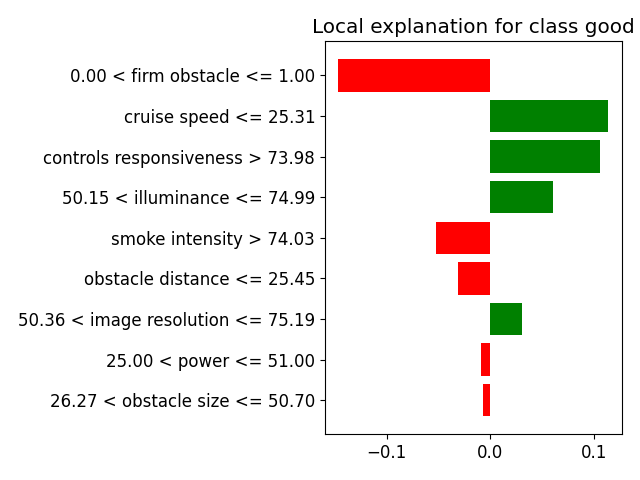 Local explanation for class good
0.00 < firm obstacle <= 1.00
cruise speed <= 25.31
controls responsiveness > 73.98
50.15 < illuminance <= 74.99
smoke intensity > 74.03
obstacle distance <= 25.45
50.36 < image resolution <= 75.19
25.00 < power <= 51.00
26.27 < obstacle size <= 50.70
−0.1 0.0 0.1